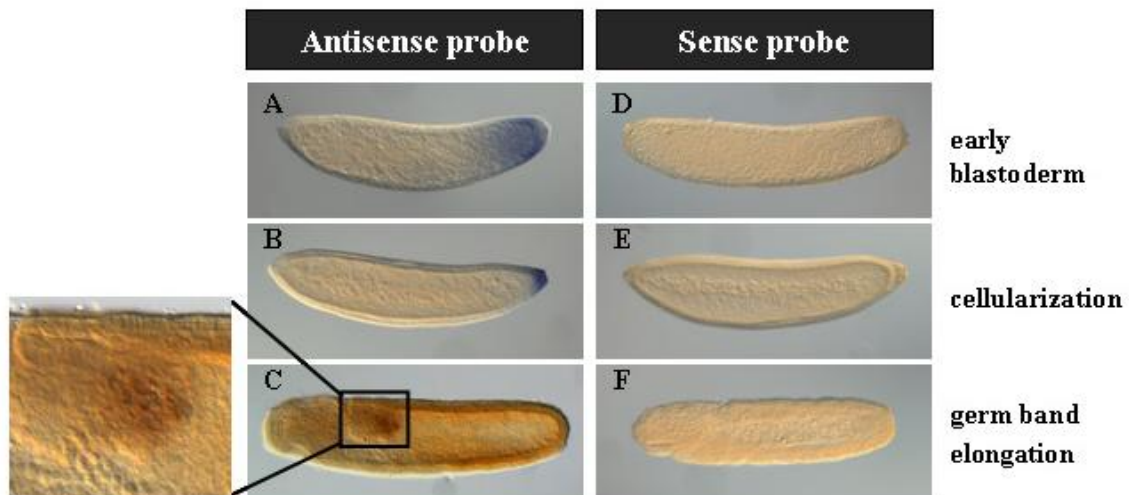 Antisense probe
Sense probe
A
D
early
blastoderm
B
E
cellularization
C
F
germ band
elongation